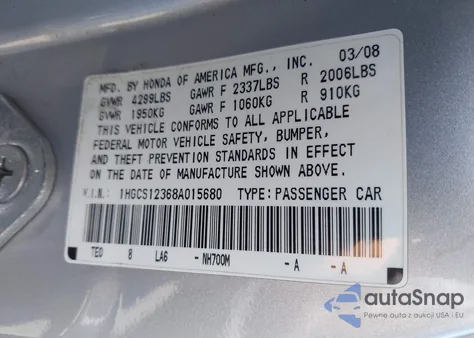 MFD. BY HONDA OF AMERICA MFG., INC. 03/08
GVWR 4299LBS GAWR F 2337LBS R 2006LBS
GVWR 1950KG GAWR F 1060KG R 910KG
THIS VEHICLE CONFORMS TO ALL APPLICABLE
FEDERAL MOTOR VEHICLE SAFETY, BUMPER,
AND THEFT PREVENTION STANDARDS IN EFFECT
ON THE DATE OF MANUFACTURE SHOWN ABOVE.
V.I.N.: 1HGCS12368A015680 TYPE: PASSENGER CAR
TE0 8 LA6 -NH700M -A -A
autoSnap
Pewne auta z aukcji USA i EU